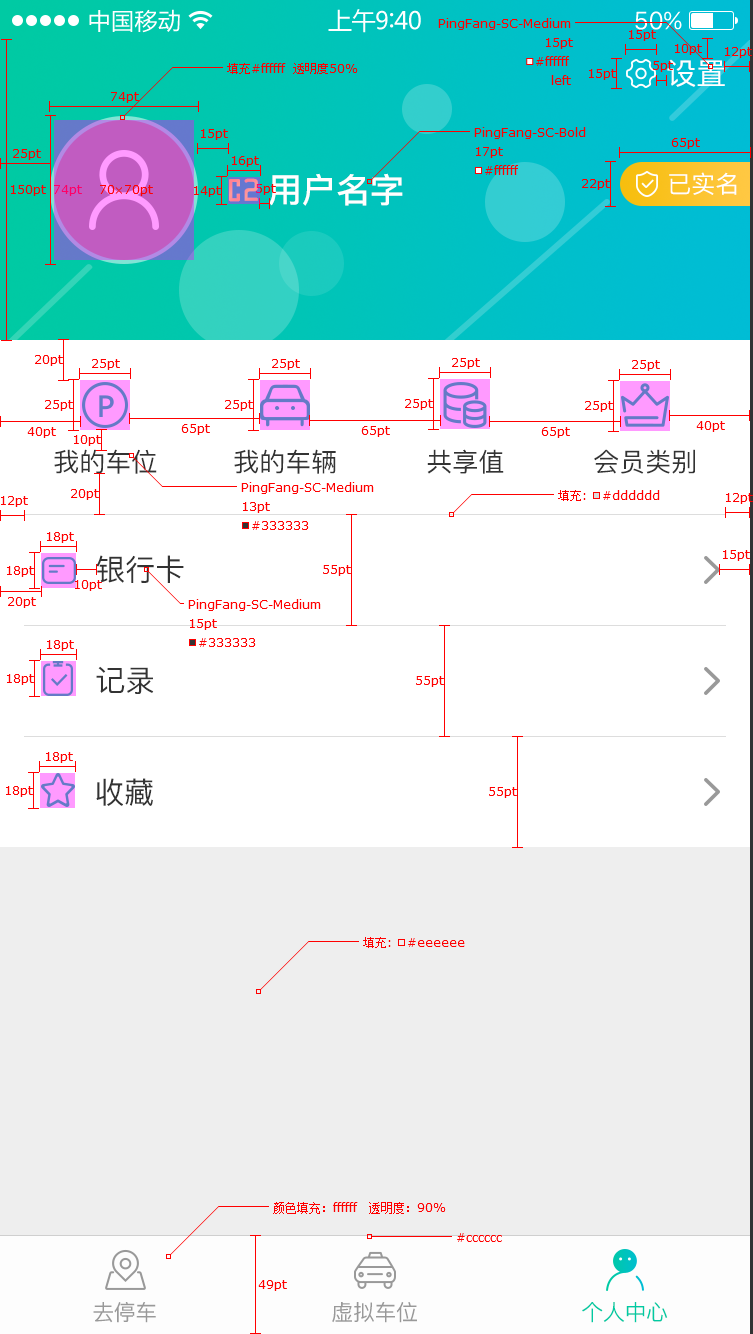 中国移动 上午9:40 50%
PingFang-SC-Medium
15pt
#ffffff
left
15pt 10pt 12pt
15pt 5pt 设置
填充#ffffff 透明度50%
74pt
25pt
150pt 74pt 70×70pt
15pt
16pt
14pt 5pt 用户名字
PingFang-SC-Bold
17pt
#ffffff
65pt
22pt 已实名
20pt
25pt 25pt 25pt 25pt
25pt 25pt 25pt 25pt
40pt 65pt 65pt 65pt 40pt
10pt
我的车位 我的车辆 共享值 会员类别
20pt
PingFang-SC-Medium
13pt
#333333
填充: #dddddd
12pt 12pt
18pt
18pt 银行卡 55pt 15pt
10pt
20pt
PingFang-SC-Medium
15pt
#333333
18pt
18pt 记录 55pt
18pt
18pt 收藏 55pt
填充: #eeeeee
颜色填充: ffffff 透明度: 90%
#cccccc
49pt
去停车 虚拟车位 个人中心